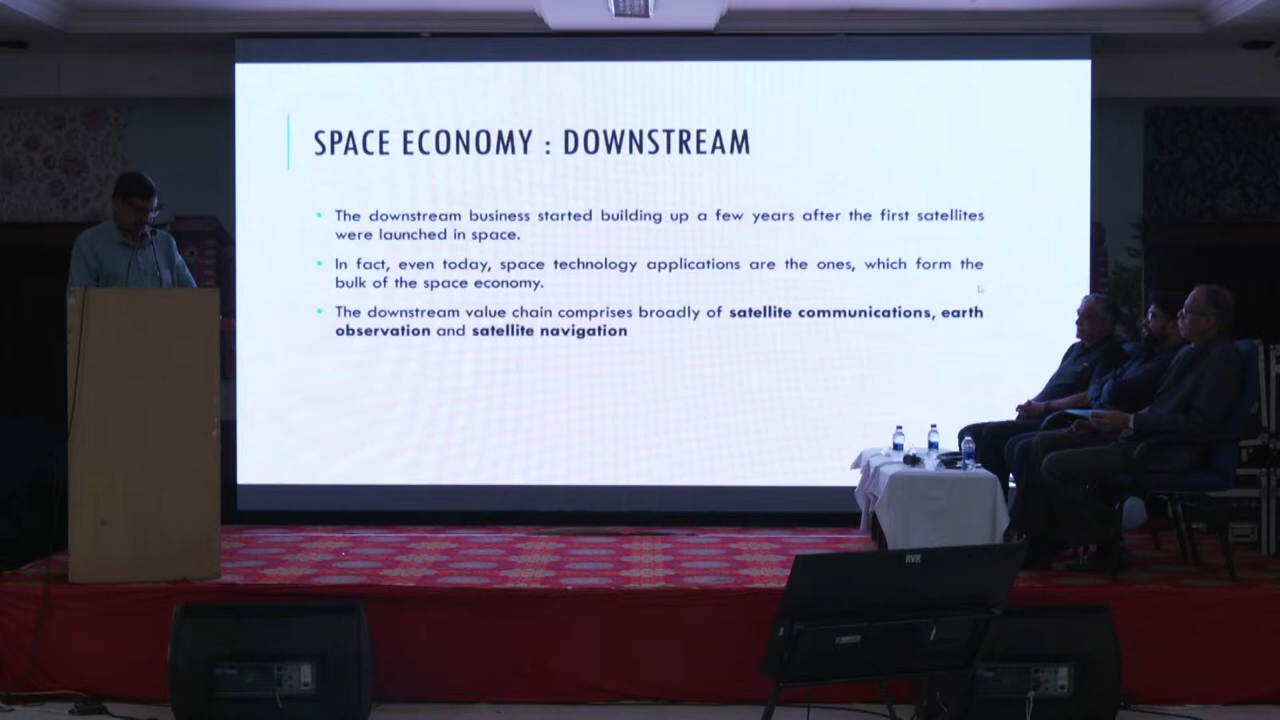 SPACE ECONOMY : DOWNSTREAM
The downstream business started building up a few years after the first satellites
were launched in space.
In fact, even today, space technology applications are the ones, which form the
bulk of the space economy.
The downstream value chain comprises broadly of satellite communications, earth
observation and satellite navigation
RVR